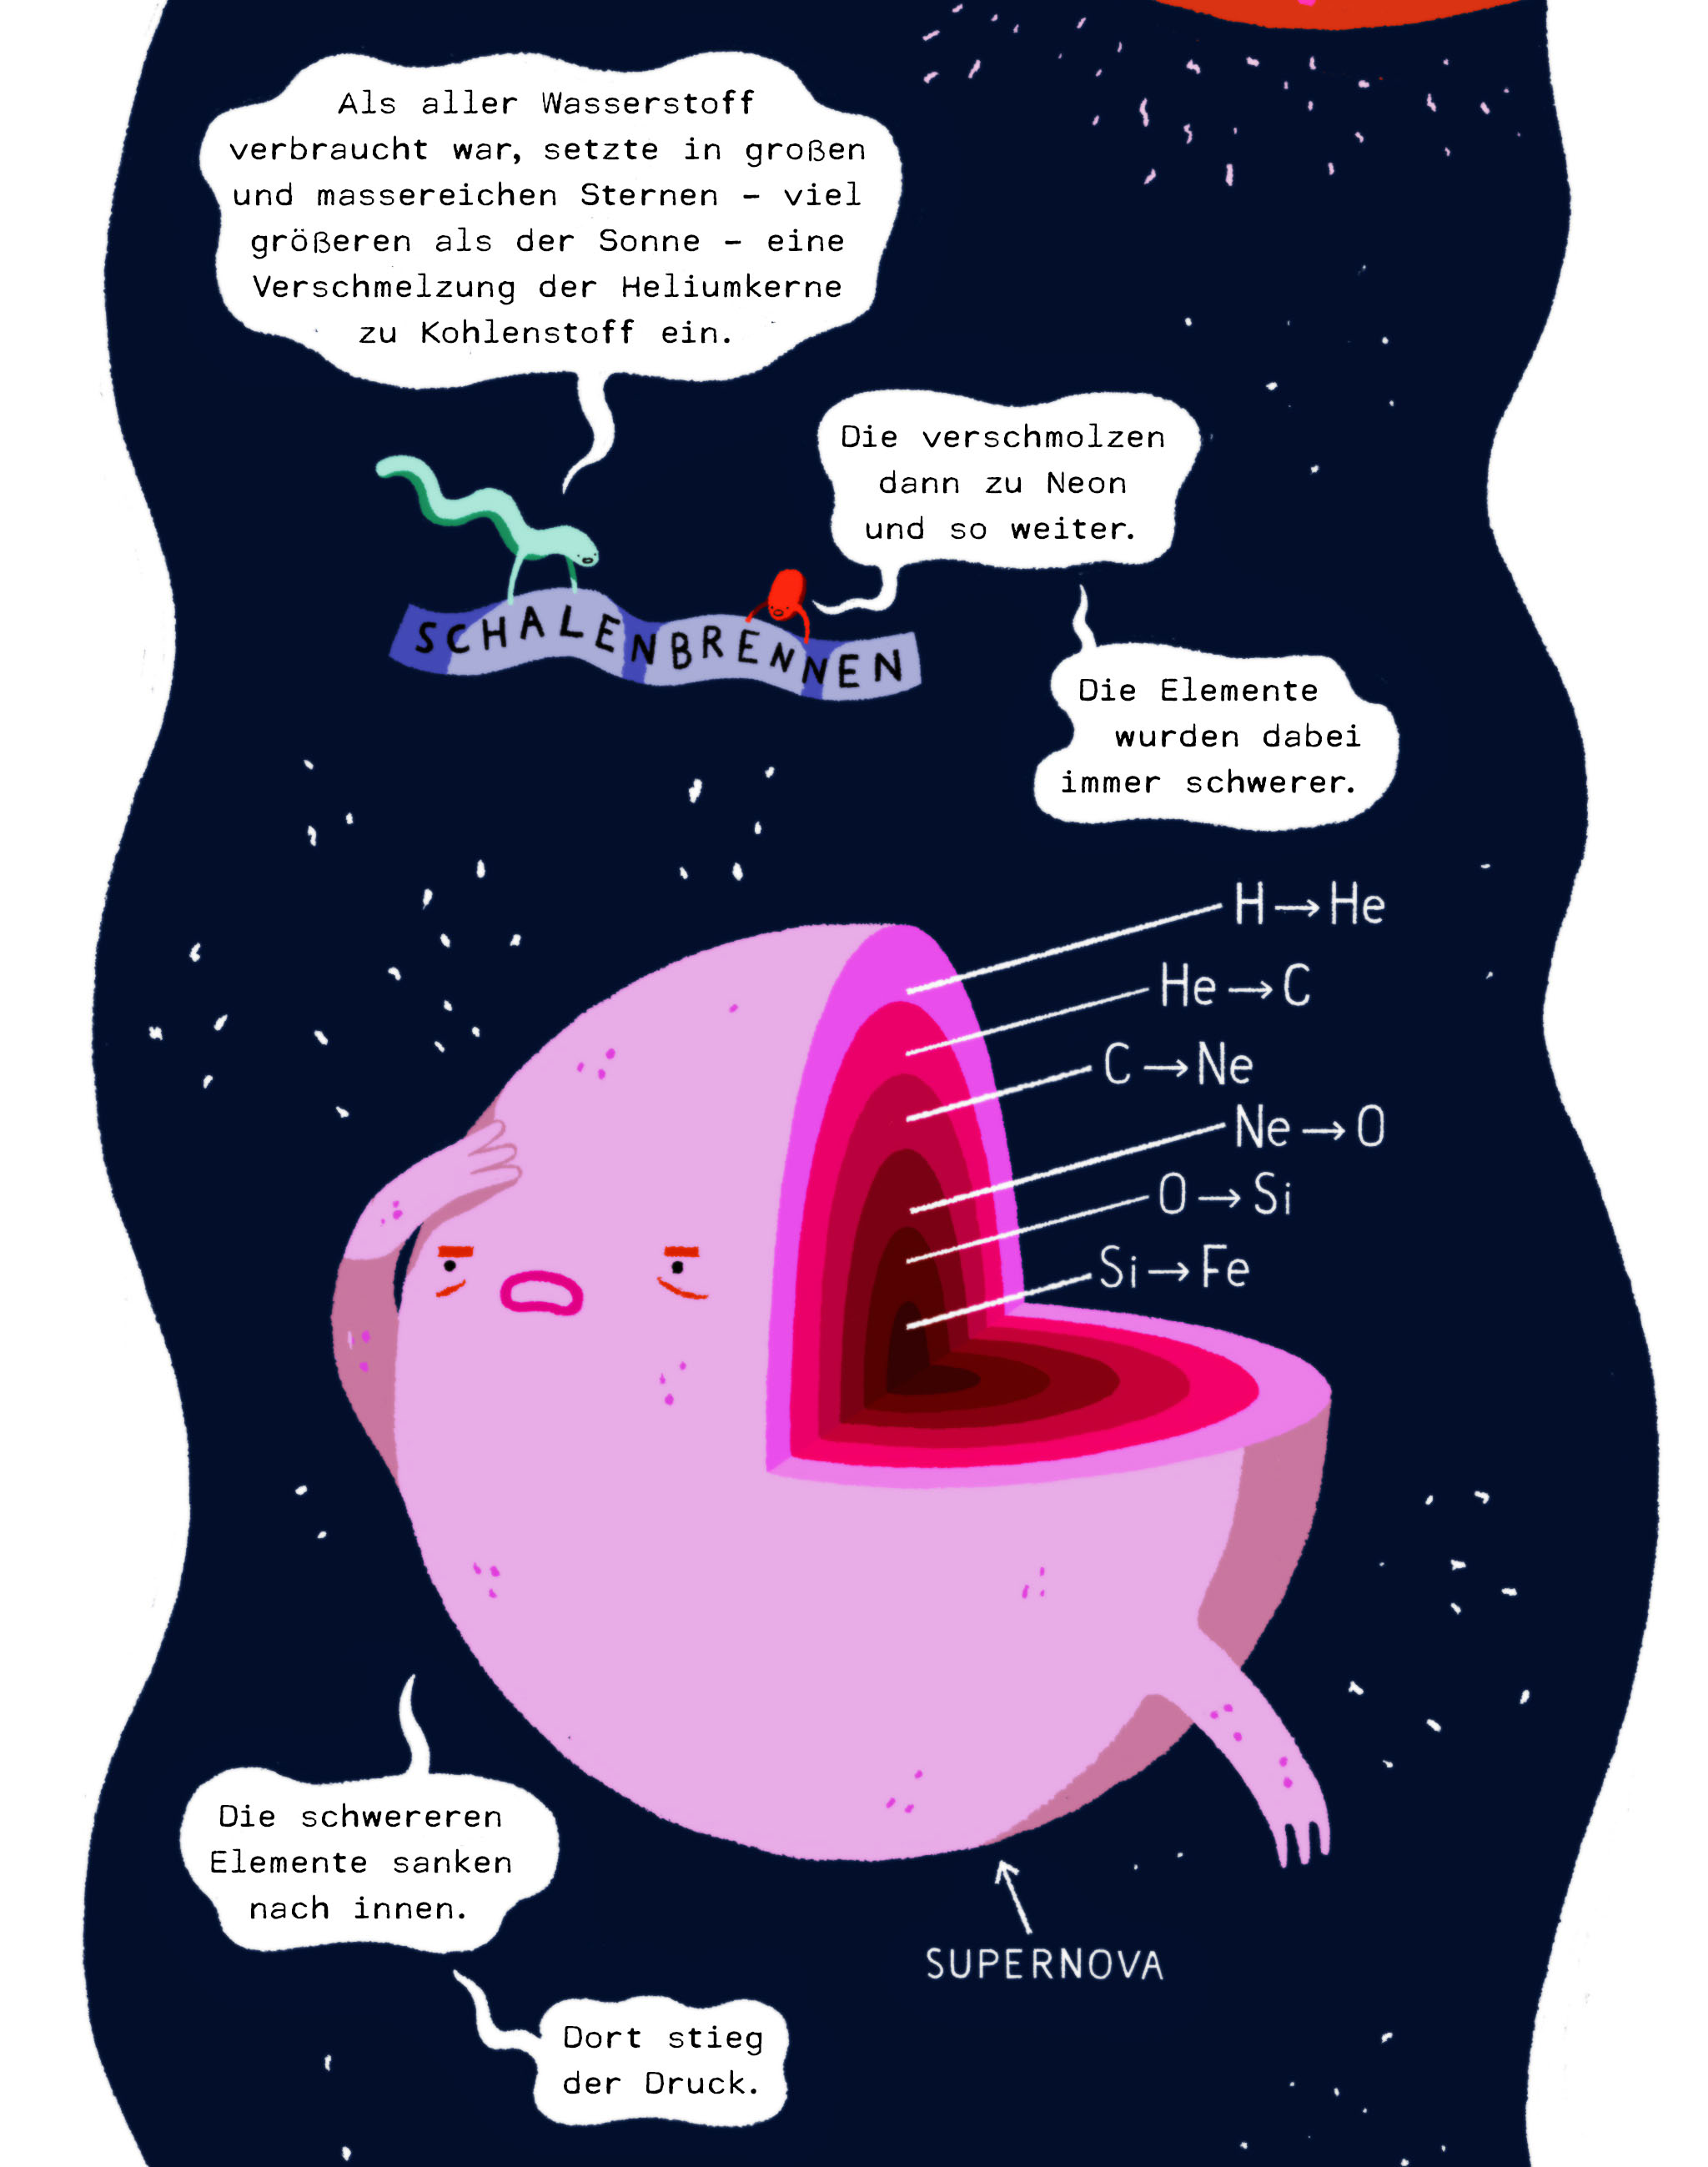 Als aller Wasserstoff
verbraucht war, setzte in großen
und massereichen Sternen – viel
größeren als der Sonne – eine
Verschmelzung der Heliumkerne
zu Kohlenstoff ein.
Die verschmolzen
dann zu Neon
und so weiter.
SCHALENBRENNEN
Die Elemente
wurden dabei
immer schwerer.
H→He
He→C
C→Ne
Ne→O
O→Si
Si→Fe
Die schwereren
Elemente sanken
nach innen.
SUPERNOVA
Dort stieg
der Druck.